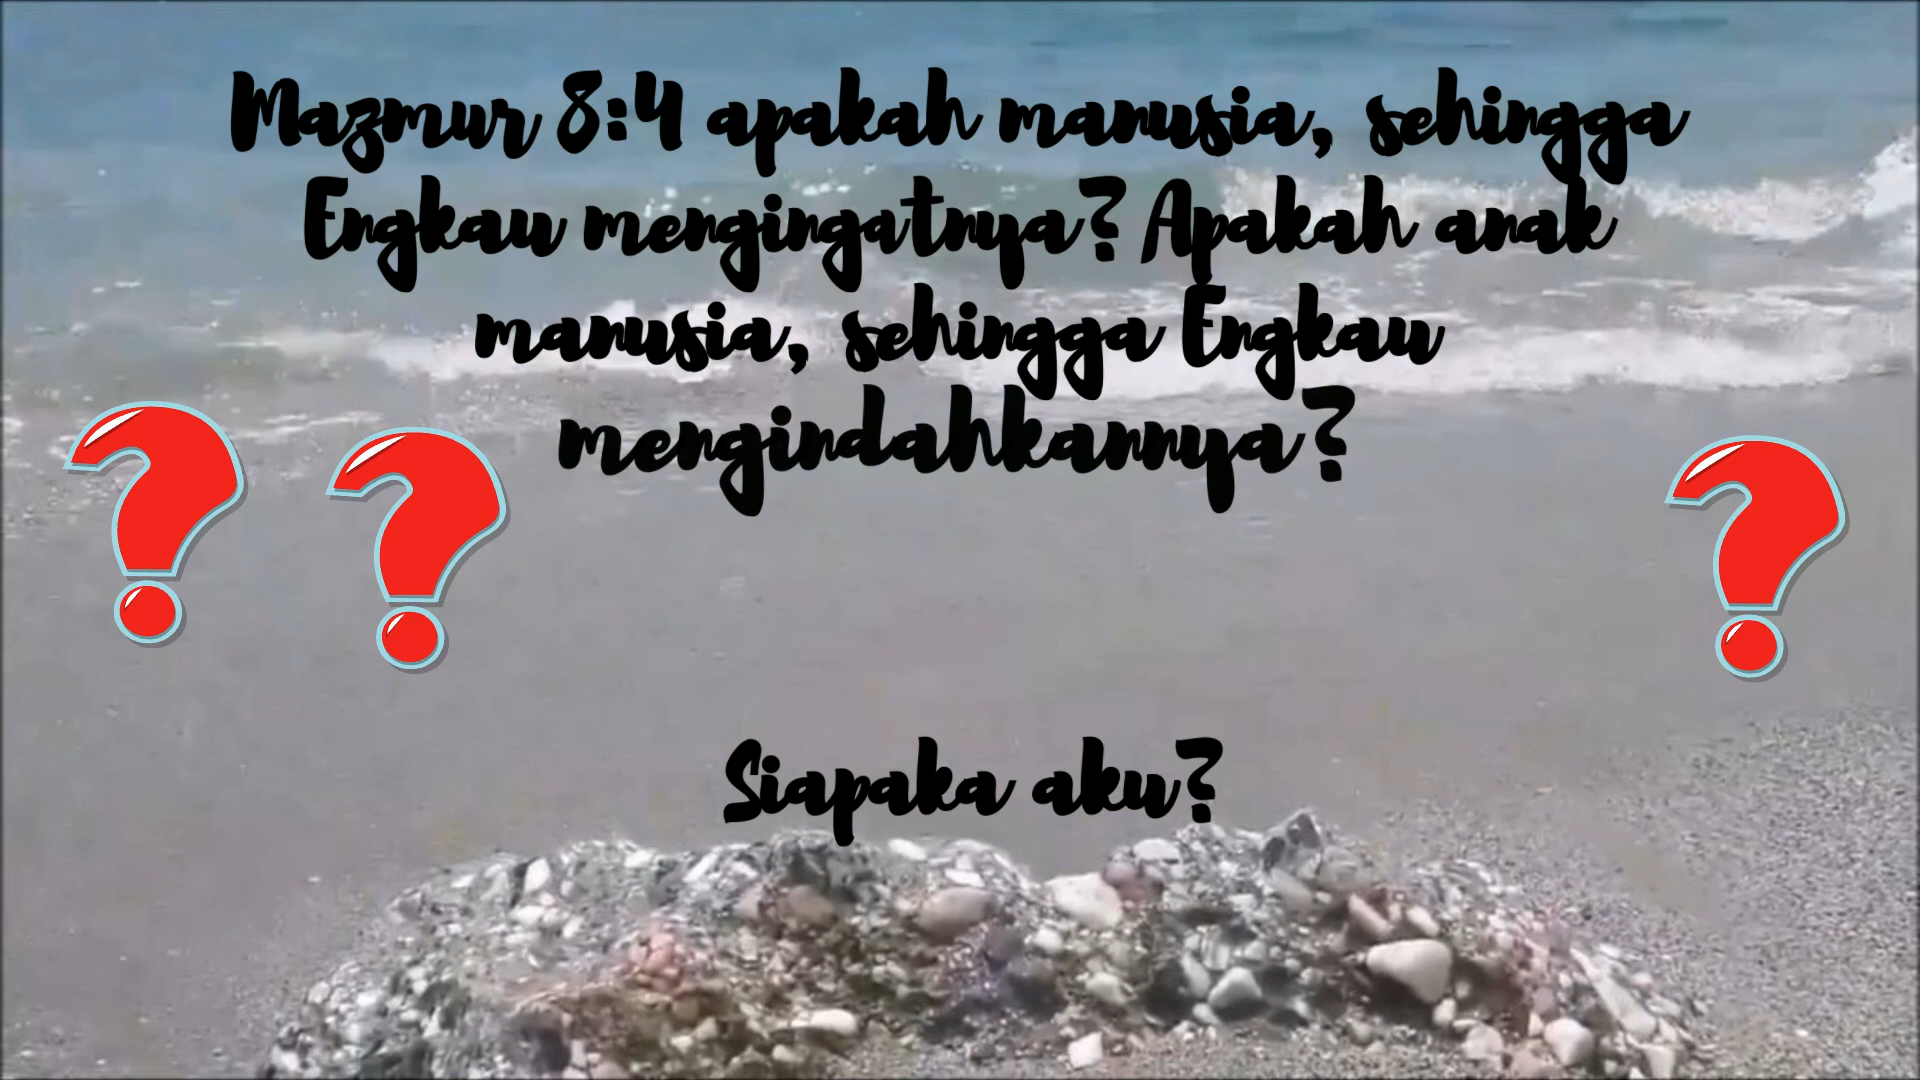 Mazmur 8:4 apakah manusia, sehingga
Engkau mengingatnya? Apakah anak
manusia, sehingga Engkau
mengindahkannya?
Siapaka aku?